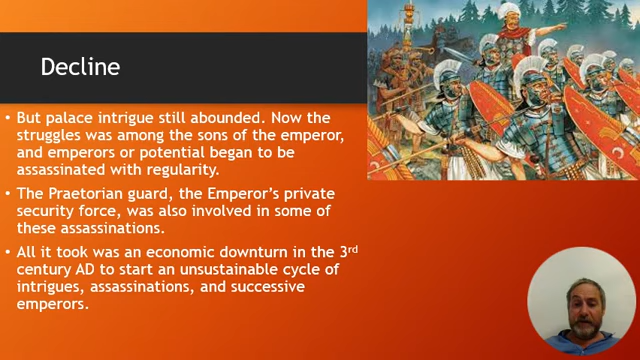 Decline
• But palace intrigue still abounded. Now the
struggles was among the sons of the emperor,
and emperors or potential began to be
assassinated with regularity.
• The Praetorian guard, the Emperor's private
security force, was also involved in some of
these assassinations.
• All it took was an economic downturn in the 3rd
century AD to start an unsustainable cycle of
intrigues, assassinations, and successive
emperors.